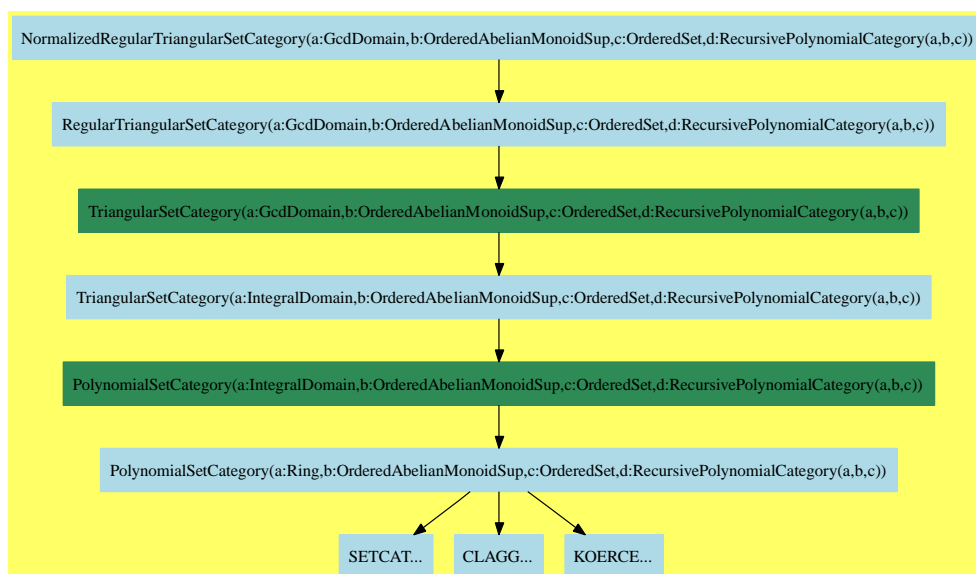 NormalizedRegularTriangularSetCategory(a:GcdDomain,b:OrderedAbelianMonoidSup,c:OrderedSet,d:RecursivePolynomialCategory(a,b,c))
RegularTriangularSetCategory(a:GcdDomain,b:OrderedAbelianMonoidSup,c:OrderedSet,d:RecursivePolynomialCategory(a,b,c))
TriangularSetCategory(a:GcdDomain,b:OrderedAbelianMonoidSup,c:OrderedSet,d:RecursivePolynomialCategory(a,b,c))
TriangularSetCategory(a:IntegralDomain,b:OrderedAbelianMonoidSup,c:OrderedSet,d:RecursivePolynomialCategory(a,b,c))
PolynomialSetCategory(a:IntegralDomain,b:OrderedAbelianMonoidSup,c:OrderedSet,d:RecursivePolynomialCategory(a,b,c))
PolynomialSetCategory(a:Ring,b:OrderedAbelianMonoidSup,c:OrderedSet,d:RecursivePolynomialCategory(a,b,c))
SETCAT... CLAGG... KOERCE...